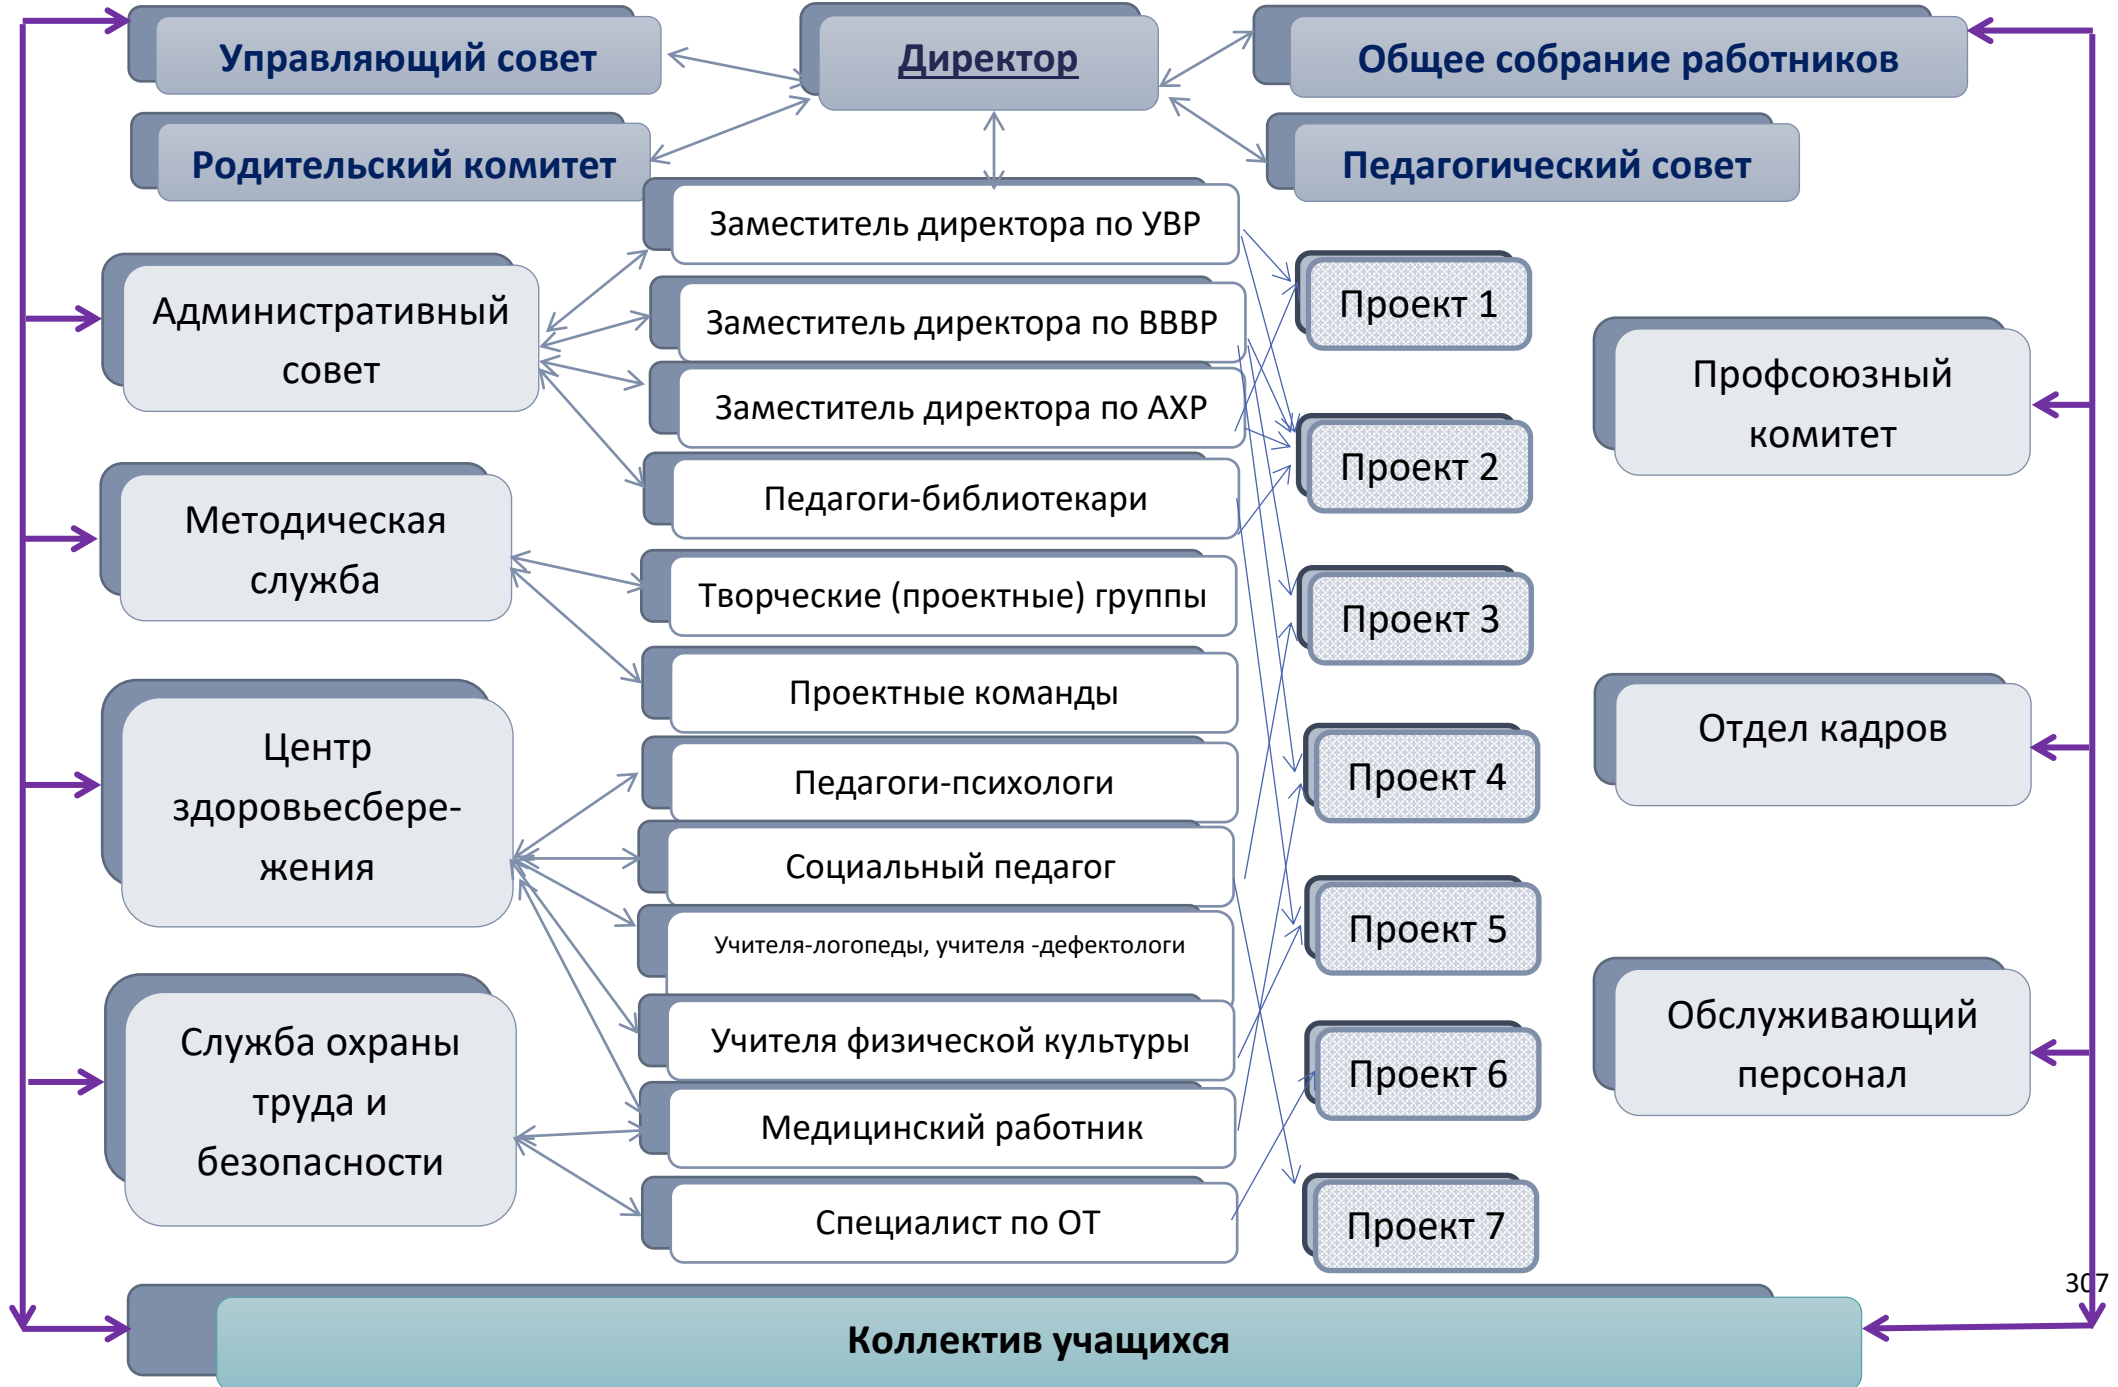 Управляющий совет
Директор
Общее собрание работников
Родительский комитет
Педагогический совет
Заместитель директора по УВР
Административный
совет
Заместитель директора по ВВВР
Заместитель директора по АХР
Педагоги-библиотекари
Методическая
служба
Творческие (проектные) группы
Проектные команды
Центр
здоровьесбере-
жения
Педагоги-психологи
Социальный педагог
Учителя-логопеды, учителя -дефектологи
Учителя физической культуры
Служба охраны
труда и
безопасности
Медицинский работник
Специалист по ОТ
Проект 1
Проект 2
Проект 3
Проект 4
Проект 5
Проект 6
Проект 7
Профсоюзный
комитет
Отдел кадров
Обслуживающий
персонал
307
Коллектив учащихся